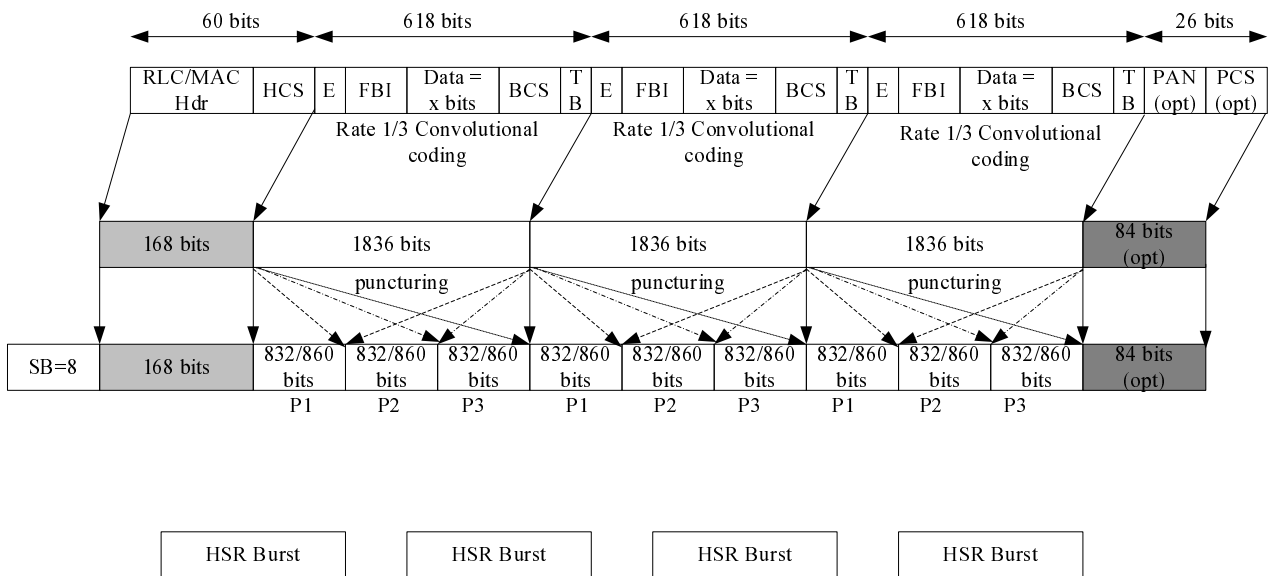 60 bits 618 bits 618 bits 618 bits 26 bits
RLC/MAC Hdr HCS E FBI Data = x bits BCS T B E FBI Data = x bits BCS T B E FBI Data = x bits BCS T B PAN (opt) PCS (opt)
Rate 1/3 Convolutional coding Rate 1/3 Convolutional coding Rate 1/3 Convolutional coding
168 bits 1836 bits 1836 bits 1836 bits 84 bits (opt)
puncturing puncturing puncturing
SB=8 168 bits 832/860 bits 832/860 bits 832/860 bits 832/860 bits 832/860 bits 832/860 bits 832/860 bits 832/860 bits 832/860 bits 84 bits (opt)
P1 P2 P3 P1 P2 P3 P1 P2 P3
HSR Burst HSR Burst HSR Burst HSR Burst